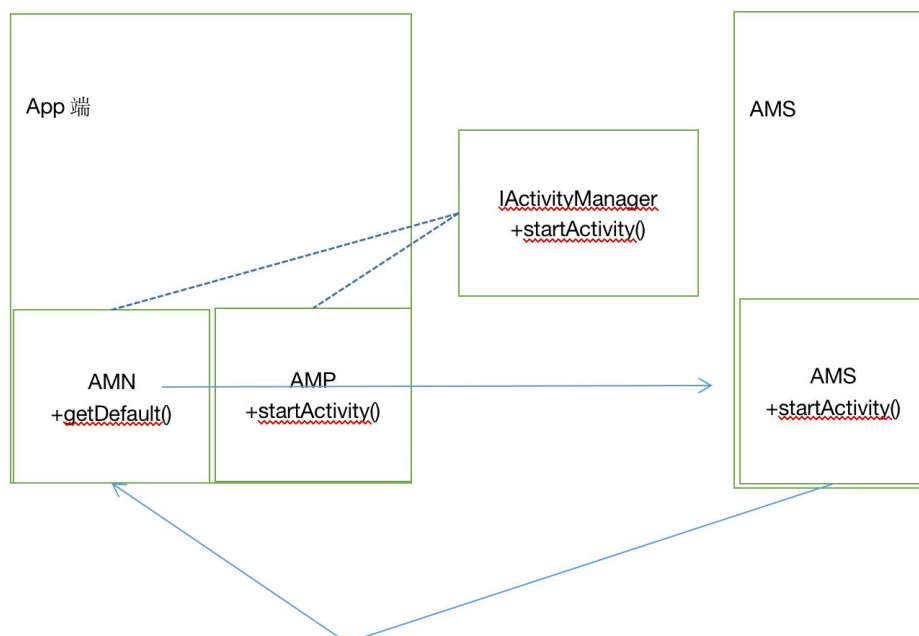 App 端
AMS
IActivityManager
+startActivity()
AMN
+getDefault()
AMP
+startActivity()
AMS
+startActivity()